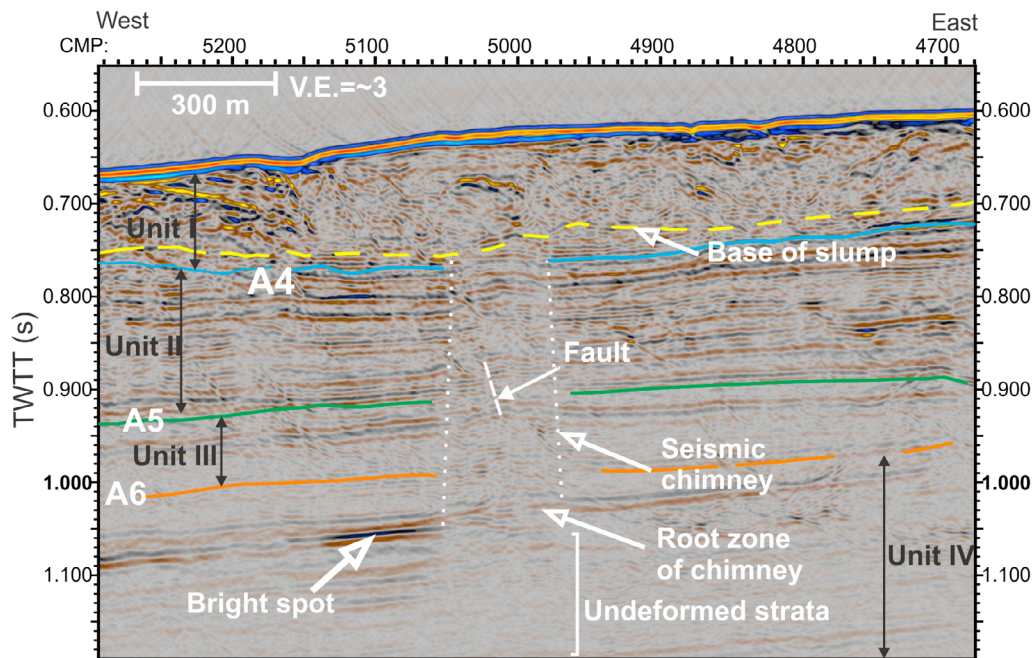 West East
CMP: 5200 5100 5000 4900 4800 4700
300 m V.E.=~3
0.600 0.600
0.700 0.700
Unit I
Base of slump
A4
0.800 0.800
TWTT (s)
Unit II
Fault
0.900 0.900
A5
Unit III
Seismic
chimney
A6
1.000 1.000
Root zone
of chimney
Unit IV
1.100 1.100
Bright spot
Undeformed strata